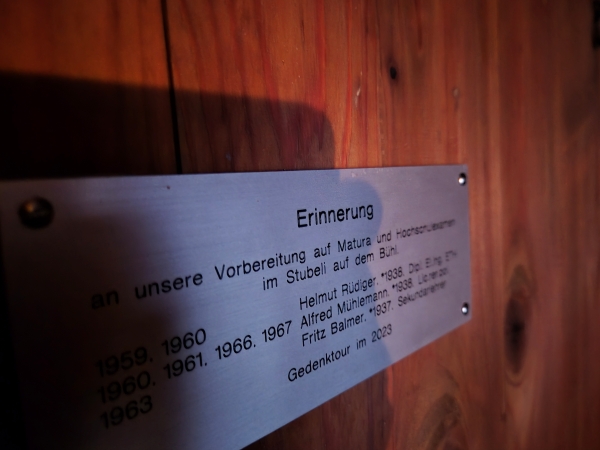 Erinnerung
an unsere Vorbereitung auf Matura und Hochschulexamen
im Stubeli auf dem Bühl.
1959. 1960 Helmut Rüdiger. *1938. Dipl. El.Ing. ETH
1960. 1961. 1966. 1967 Alfred Mühlemann. *1938. Lic.rer.pol.
1963 Fritz Balmer. *1937. Sekundarlehrer
Gedenktour im 2023